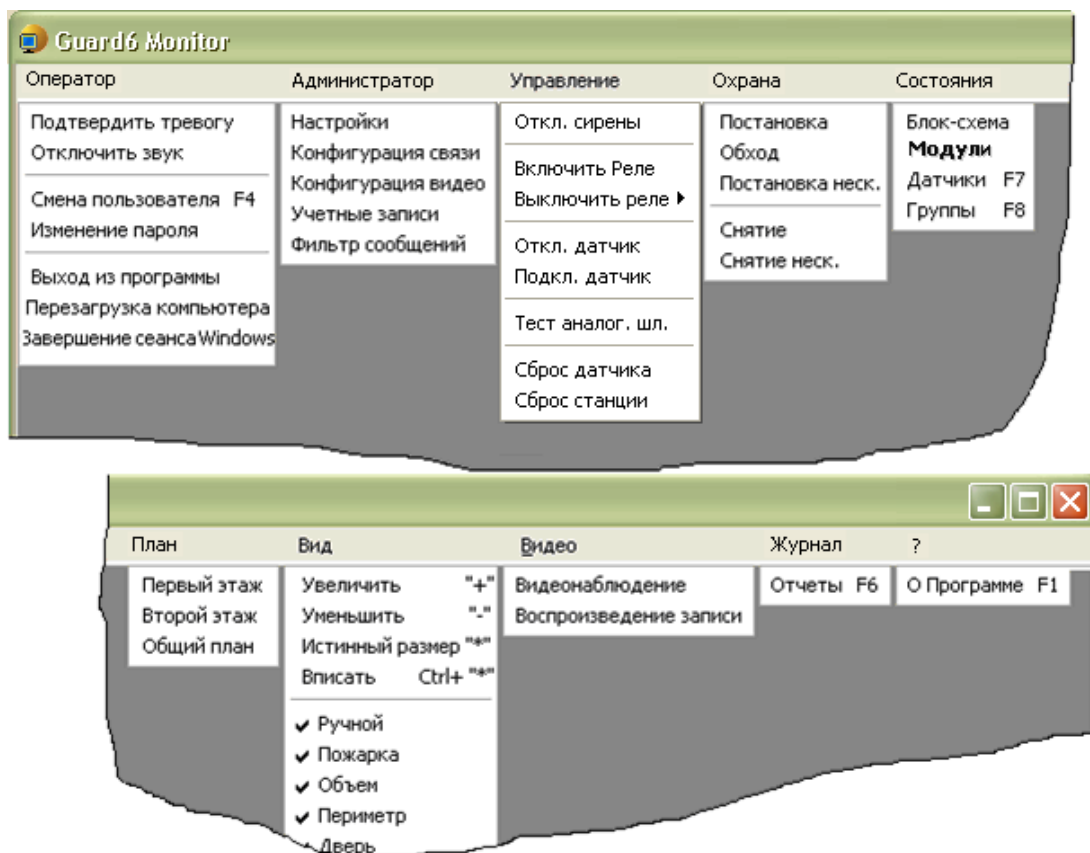 Guard6 Monitor
Оператор Администратор Управление Охрана Состояния
Подтвердить тревогу
Отключить звук
Смена пользователя F4
Изменение пароля
Выход из программы
Перезагрузка компьютера
Завершение сеанса Windows
Настройки
Конфигурация связи
Конфигурация видео
Учетные записи
Фильтр сообщений
Откл. сирены
Включить Реле
Выключить реле
Откл. датчик
Подкл. датчик
Тест аналог. шл.
Сброс датчика
Сброс станции
Постановка
Обход
Постановка неск.
Снятие
Снятие неск.
Блок-схема
Модули
Датчики F7
Группы F8
План Вид Видео Журнал ?
Первый этаж
Второй этаж
Общий план
Увеличить "+"
Уменьшить "-"
Истинный размер "*"
Вписать Ctrl+ "*"
Ручной
Пожарка
Объем
Периметр
Дверь
Видеонаблюдение
Воспроизведение записи
Отчеты F6
О Программе F1